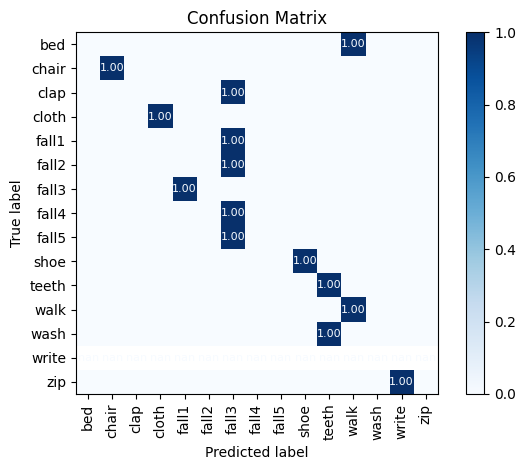 Confusion Matrix
True label
bed
chair
clap
cloth
fall1
fall2
fall3
fall4
fall5
shoe
teeth
walk
wash
write
zip
1.00
1.00
1.00
1.00
1.00
1.00
1.00
1.00
1.00
1.00
1.00
1.00
1.00
1.00
bed
chair
clap
cloth
fall1
fall2
fall3
fall4
fall5
shoe
teeth
walk
wash
write
zip
Predicted label
1.0
0.8
0.6
0.4
0.2
0.0